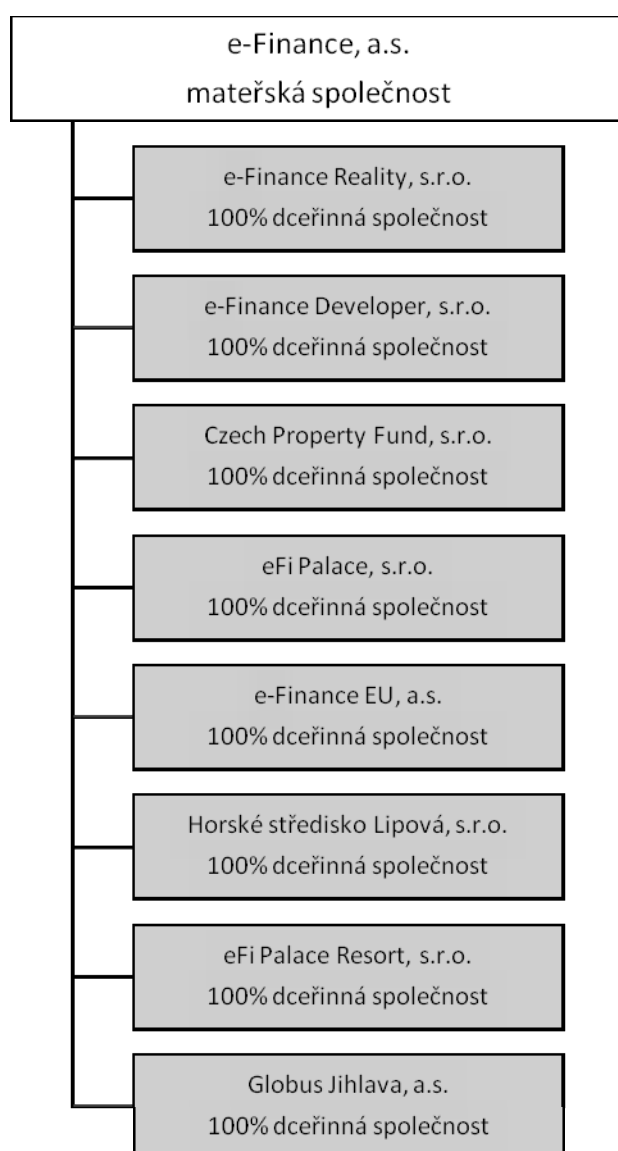 e-Finance, a.s.
mateřská společnost
e-Finance Reality, s.r.o.
100% dceřinná společnost
e-Finance Developer, s.r.o.
100% dceřinná společnost
Czech Property Fund, s.r.o.
100% dceřinná společnost
eFi Palace, s.r.o.
100% dceřinná společnost
e-Finance EU, a.s.
100% dceřinná společnost
Horské středisko Lipová, s.r.o.
100% dceřinná společnost
eFi Palace Resort, s.r.o.
100% dceřinná společnost
Globus Jihlava, a.s.
100% dceřinná společnost